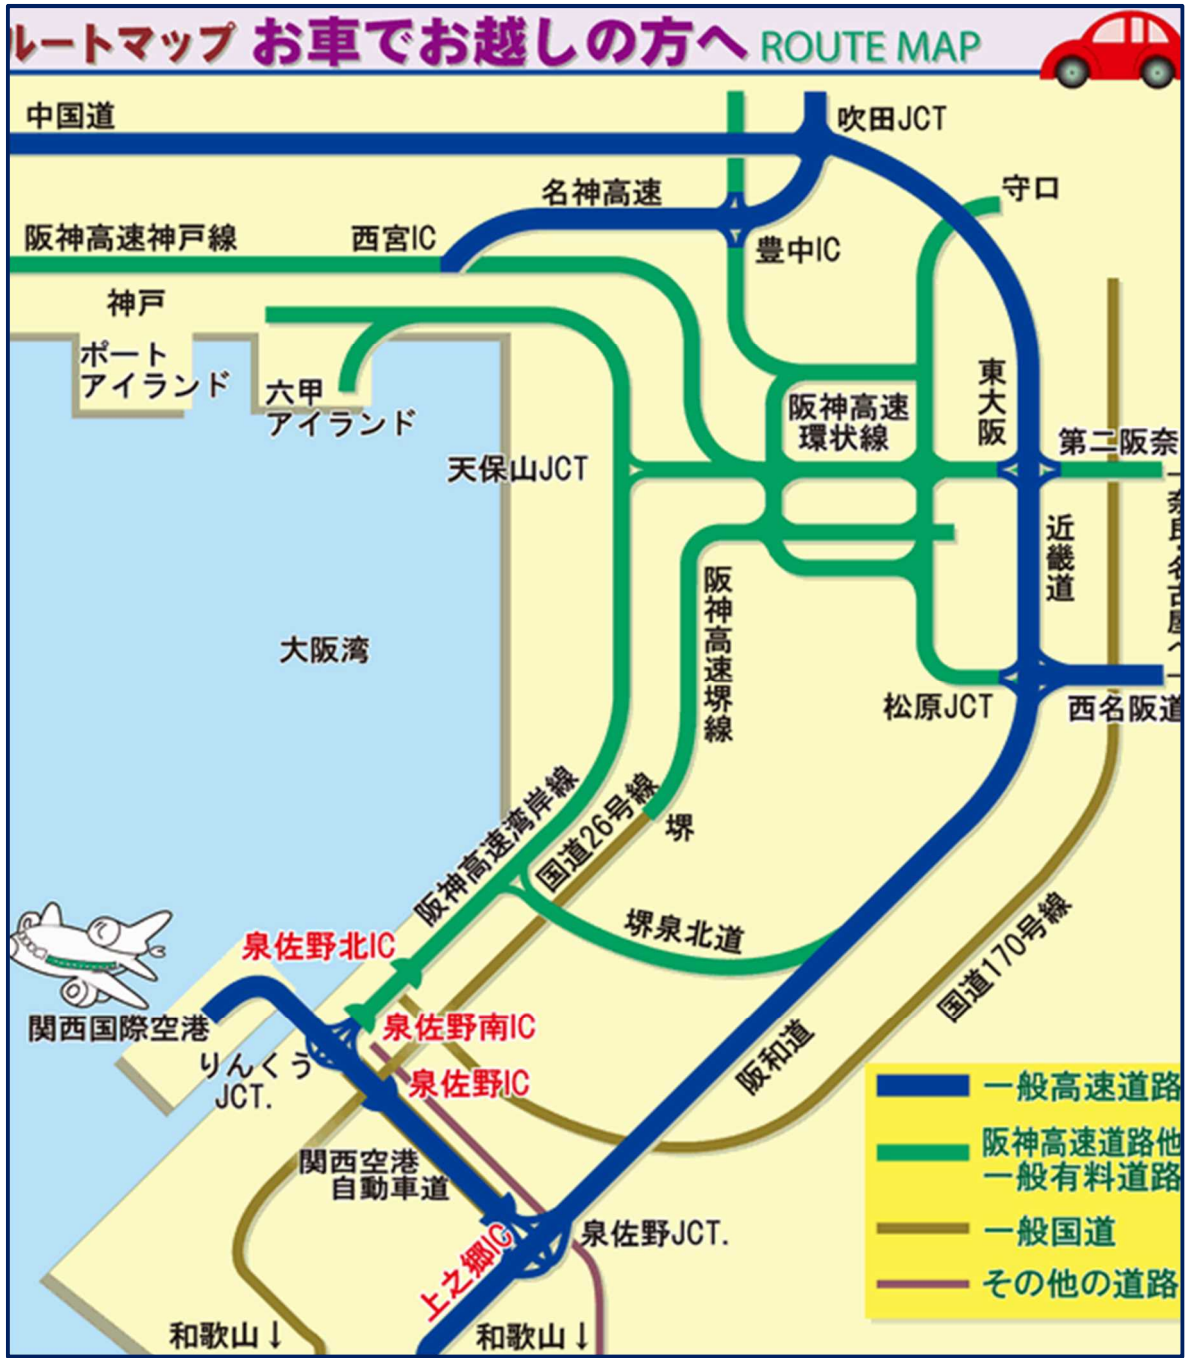 ルートマップ お車でお越しの方へ ROUTE MAP
中国道
吹田JCT
名神高速
守口
阪神高速神戸線
西宮IC
豊中IC
神戸
ポート
アイランド
六甲
アイランド
東大阪
阪神高速
環状線
第二阪奈
天保山JCT
奈良・名古屋へ
近畿道
阪神高速堺線
大阪湾
松原JCT
西名阪道
阪神高速湾岸線
国道26号線
堺
堺泉北道
国道170号線
泉佐野北IC
関西国際空港
泉佐野南IC
りんくう
JCT.
泉佐野IC
阪和道
関西空港
自動車道
泉佐野JCT.
上之郷IC
和歌山↓
和歌山↓
一般高速道路
阪神高速道路他
一般有料道路
一般国道
その他の道路